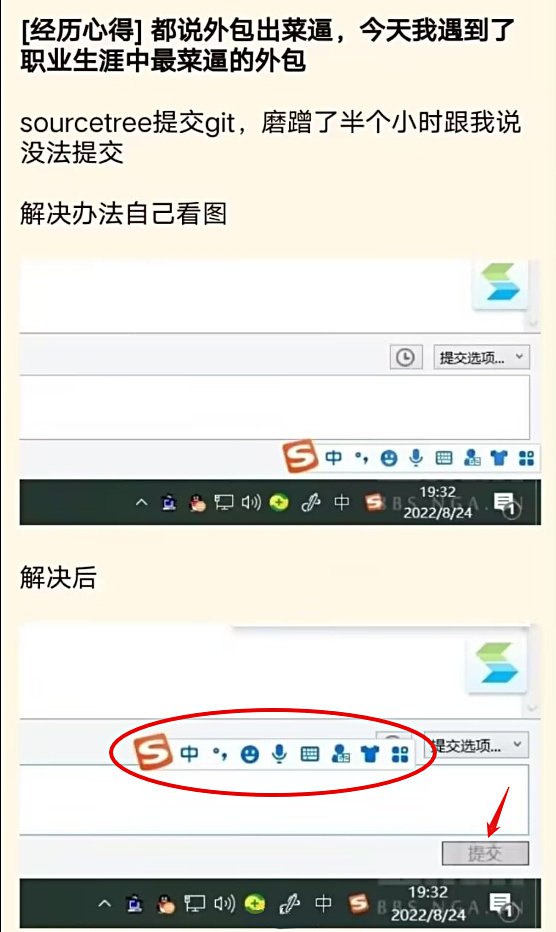 [经历心得] 都说外包出菜逼，今天我遇到了
职业生涯中最菜逼的外包
sourcetree提交git，磨蹭了半个小时跟我说
没法提交
解决办法自己看图
提交选项...
S 中 °，
中 S
19:32
2022/8/24
BBS.NGA.CN
1
解决后
S 中 °，
提交选项...
提交
中 S
19:32
2022/8/24
BBS.NGA.CN
1